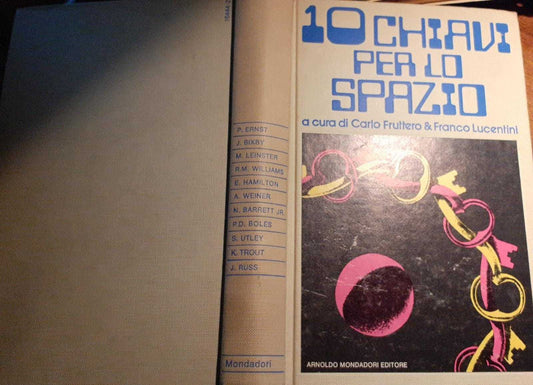 10 CHIAVI
PER LO
SPAZIO
a cura di Carlo Fruttero & Franco Lucentini
ARNOLDO MONDADORI EDITORE
P. ERNST
J. BIXBY
M. LEINSTER
R.M. WILLIAMS
E. HAMILTON
A. WEINER
N. BARRETT JR.
P.D. BOLES
S. UTLEY
K. TROUT
J. RUSS
Mondadori